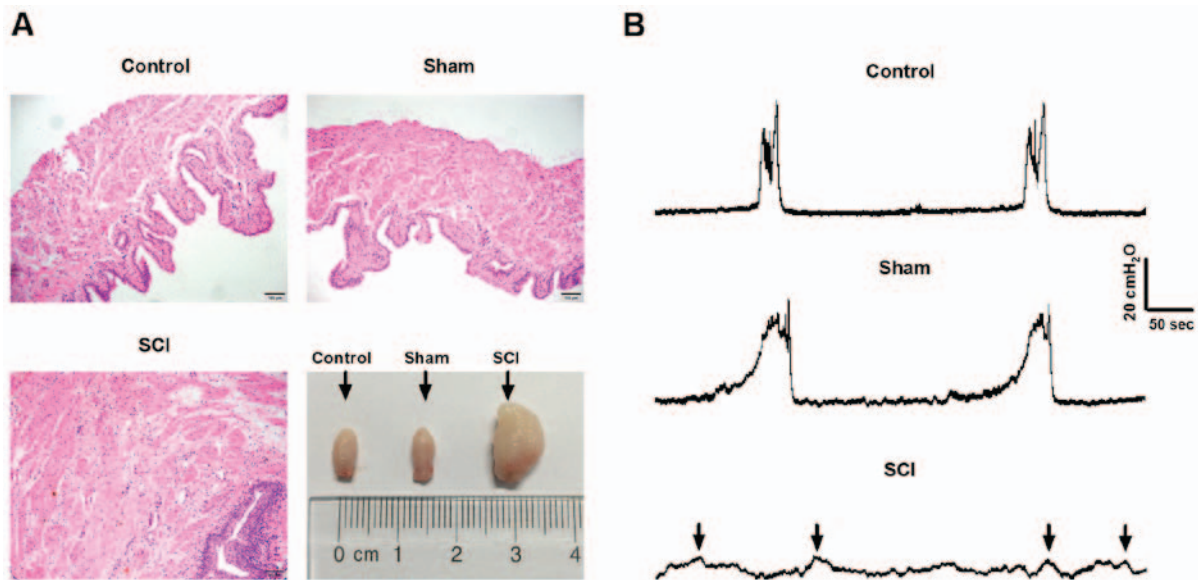 A
Control
Sham
SCI
Control Sham SCI
0 cm 1 2 3 4
B
Control
Sham
20 cmH₂O
50 sec
SCI